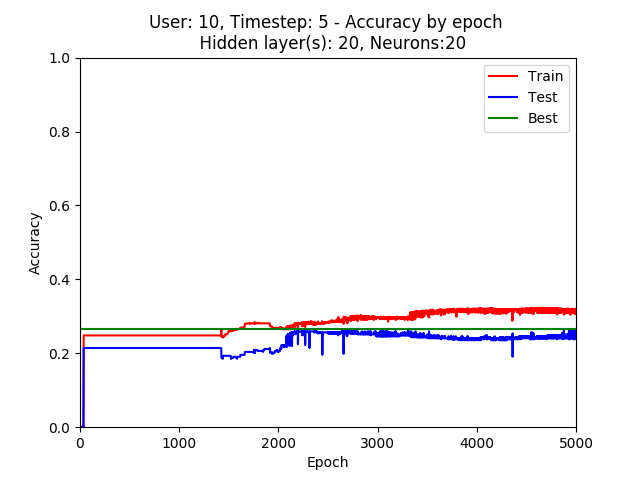 User: 10, Timestep: 5 - Accuracy by epoch
Hidden layer(s): 20, Neurons:20
1.0
0.8
0.6
0.4
0.2
0.0
Accuracy
Train
Test
Best
0 1000 2000 3000 4000 5000
Epoch